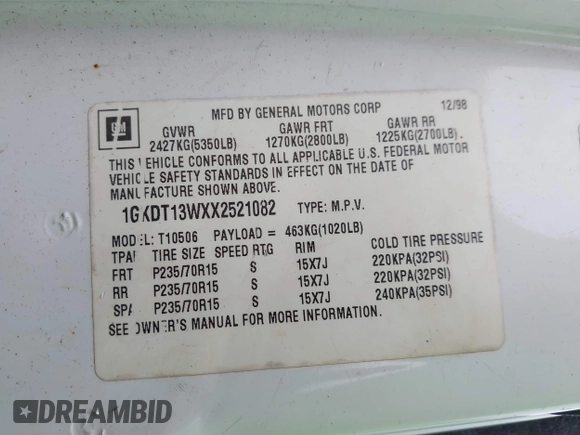 MFD BY GENERAL MOTORS CORP 12/98
GM
GVWR GAWR FRT GAWR RR
2427KG(5350LB) 1270KG(2800LB) 1225KG(2700LB).
THIS VEHICLE CONFORMS TO ALL APPLICABLE U.S. FEDERAL MOTOR
VEHICLE SAFETY STANDARDS IN EFFECT ON THE DATE OF
MANUFACTURE SHOWN ABOVE.
1GKDT13WXX2521082 TYPE: M.P.V.
MODEL: T10506 PAYLOAD = 463KG(1020LB)
TPAI TIRE SIZE SPEED RTG RIM COLD TIRE PRESSURE
FRT P235/70R15 S 15X7J 220KPA(32PSI)
RR P235/70R15 S 15X7J 220KPA(32PSI)
SPA P235/70R15 S 15X7J 240KPA(35PSI)
SEE OWNER'S MANUAL FOR MORE INFORMATION.
DREAMBID